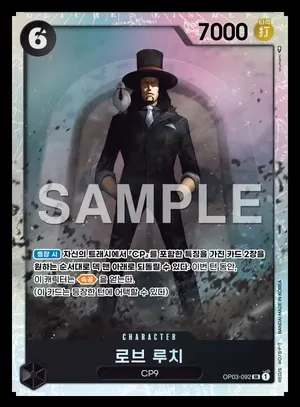 6
7000
타격
打
SAMPLE
등장 시 자신의 트래시에서 「CP」를 포함한 특징을 가진 카드 2장을
원하는 순서대로 덱 맨 아래로 되돌릴 수 있다: 이번 턴 동안,
이 캐릭터는 속공 을 얻는다.
(이 카드는 등장한 턴에 어택할 수 있다)
CHARACTER
로브 루치
CP9
OP03-092 SR 1